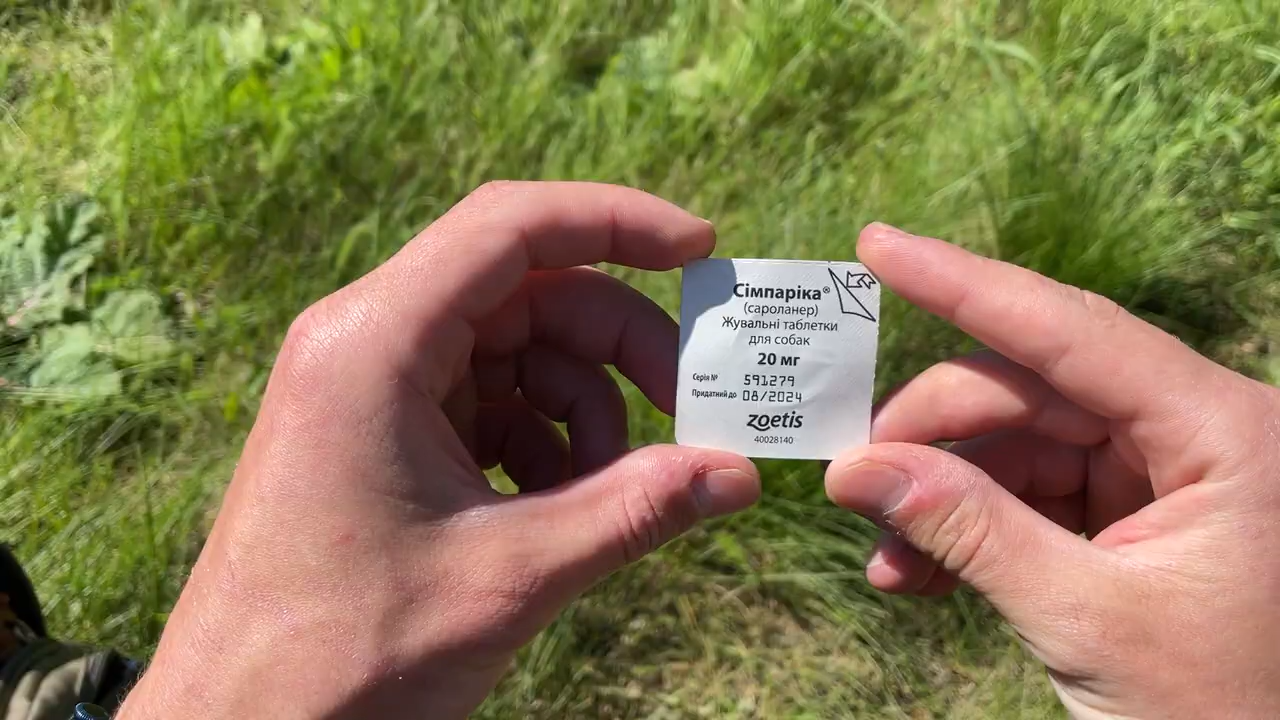 Сімпаріка®
(сароланер)
Жувальні таблетки
для собак
20 мг
Серія № 591279
Придатний до 08/2024
zoetis
40028140